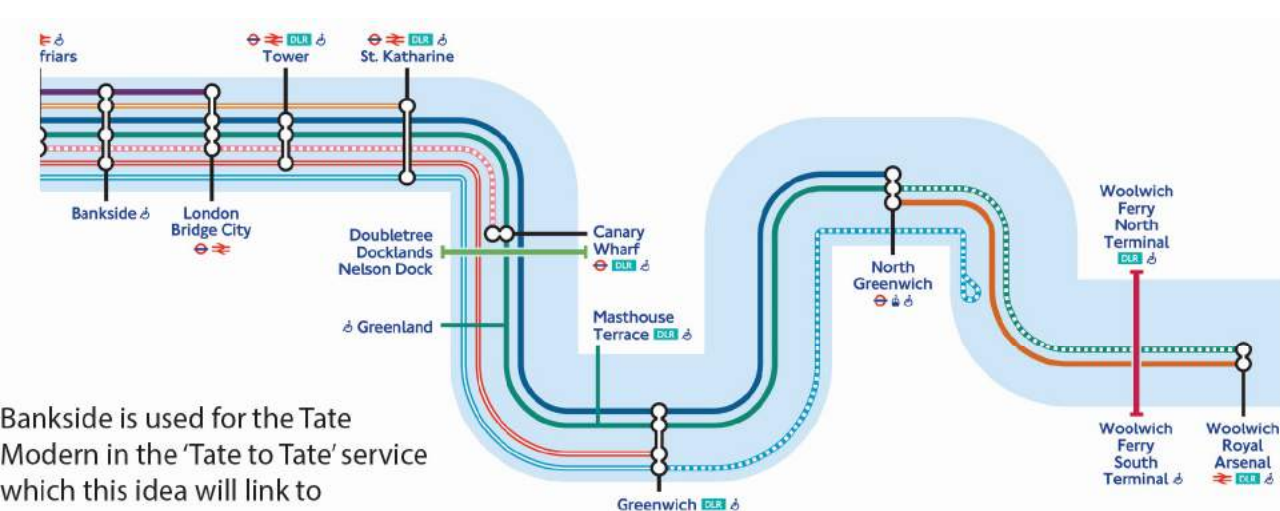 friars
Tower
DLR
St. Katharine
DLR
Bankside
London
Bridge City
Doubletree
Docklands
Nelson Dock
Canary
Wharf
DLR
Greenland
Masthouse
Terrace DLR
North
Greenwich
Woolwich
Ferry
North
Terminal
DLR
Greenwich DLR
Woolwich
Ferry
South
Terminal
Woolwich
Royal
Arsenal
DLR
Bankside is used for the Tate
Modern in the ‘Tate to Tate’ service
which this idea will link to